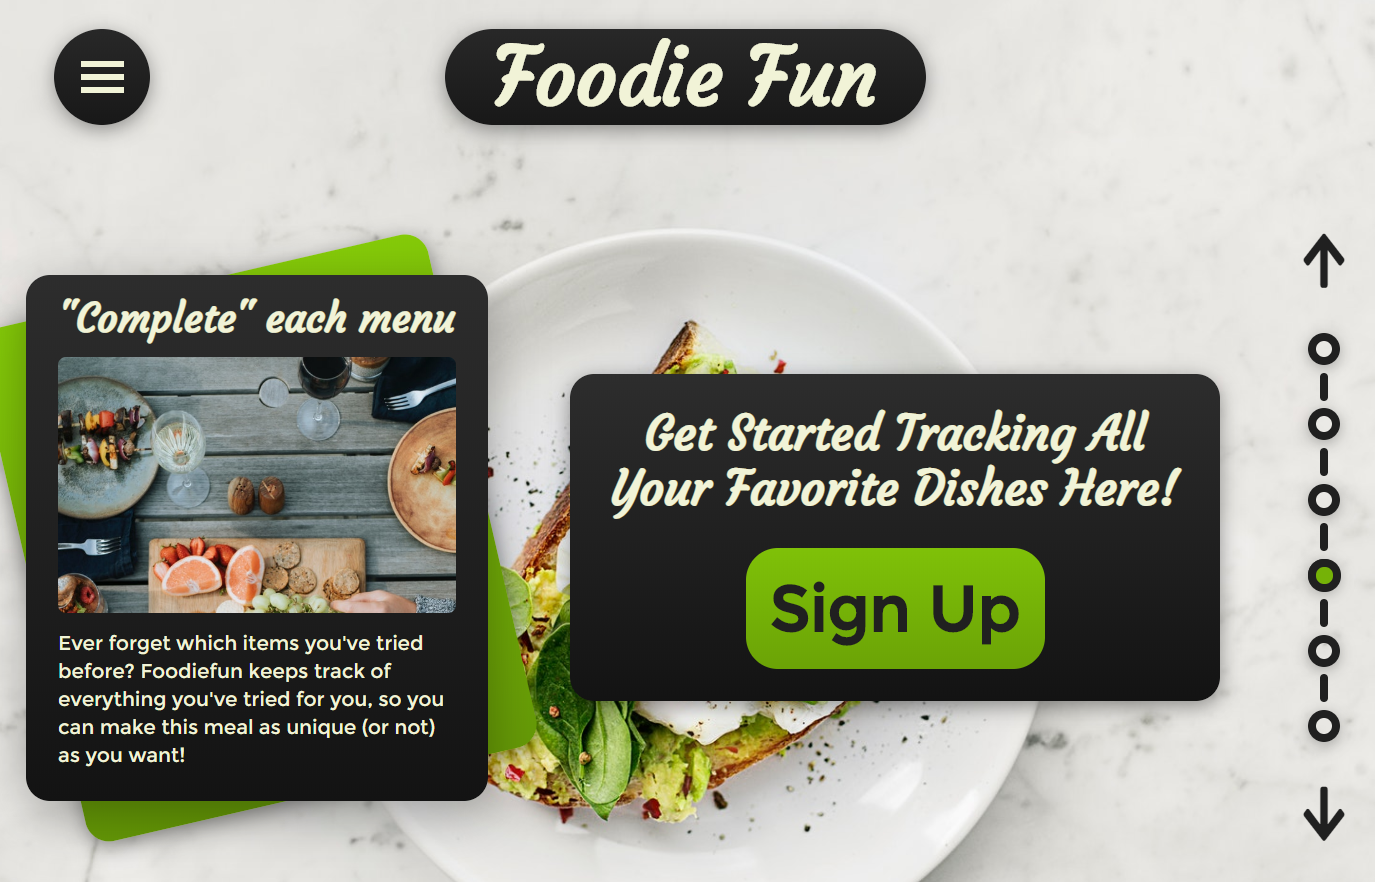 Foodie Fun
"Complete" each menu
Ever forget which items you've tried
before? Foodiefun keeps track of
everything you've tried for you, so you
can make this meal as unique (or not)
as you want!
Get Started Tracking All
Your Favorite Dishes Here!
Sign Up